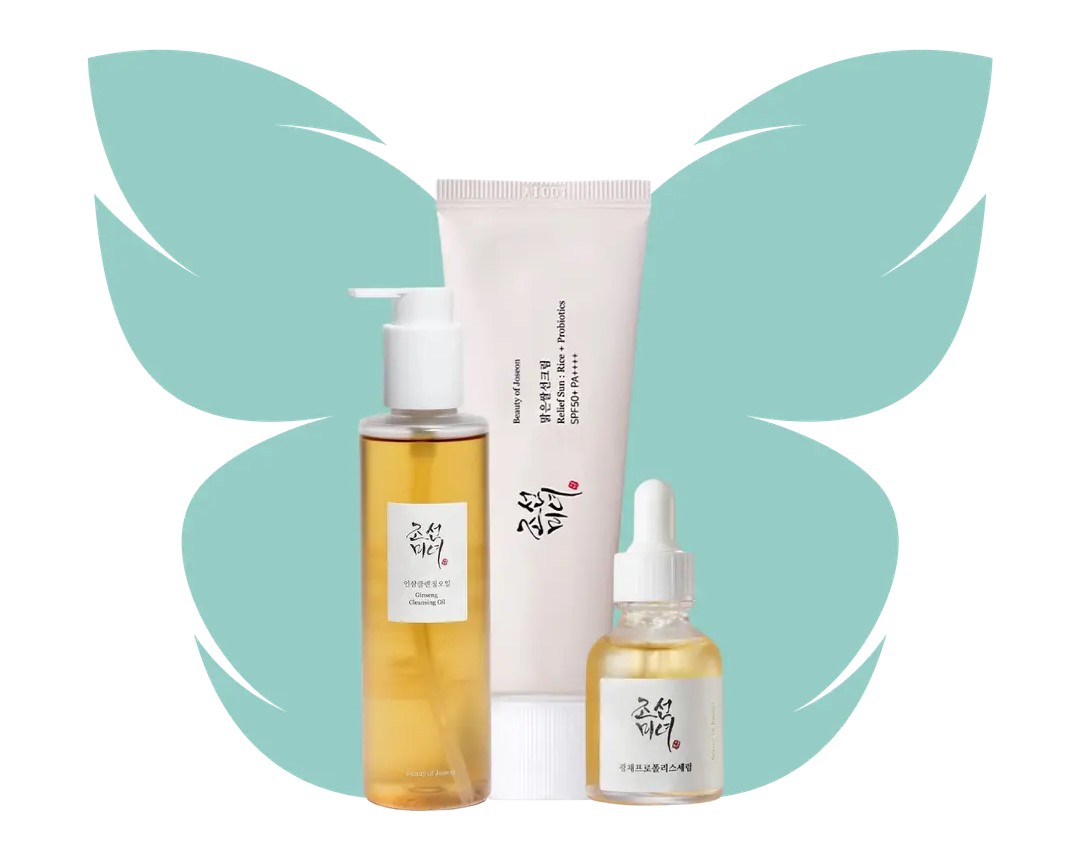 Beauty of Joseon
맑은쌀선크림
Relief Sun : Rice + Probiotics
SPF50+ PA++++
조선
미녀
조선
미녀
인삼클렌징오일
Ginseng
Cleansing Oil
Beauty of Joseon
조선
미녀
광채프로폴리스세럼